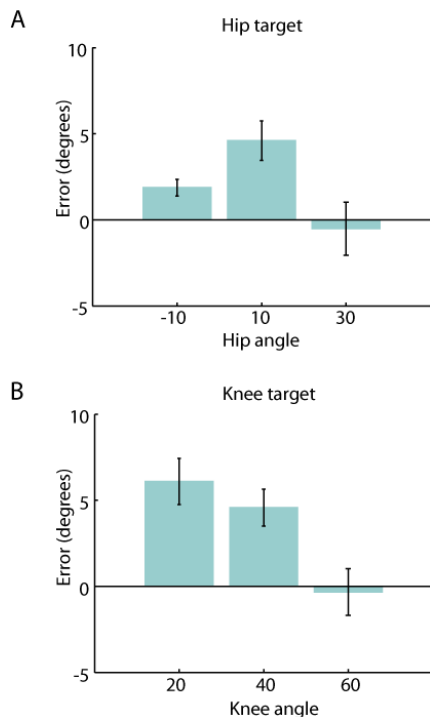 A
Hip target
10
5
0
-5
Error (degrees)
-10 10 30
Hip angle
B
Knee target
10
5
0
-5
Error (degrees)
20 40 60
Knee angle